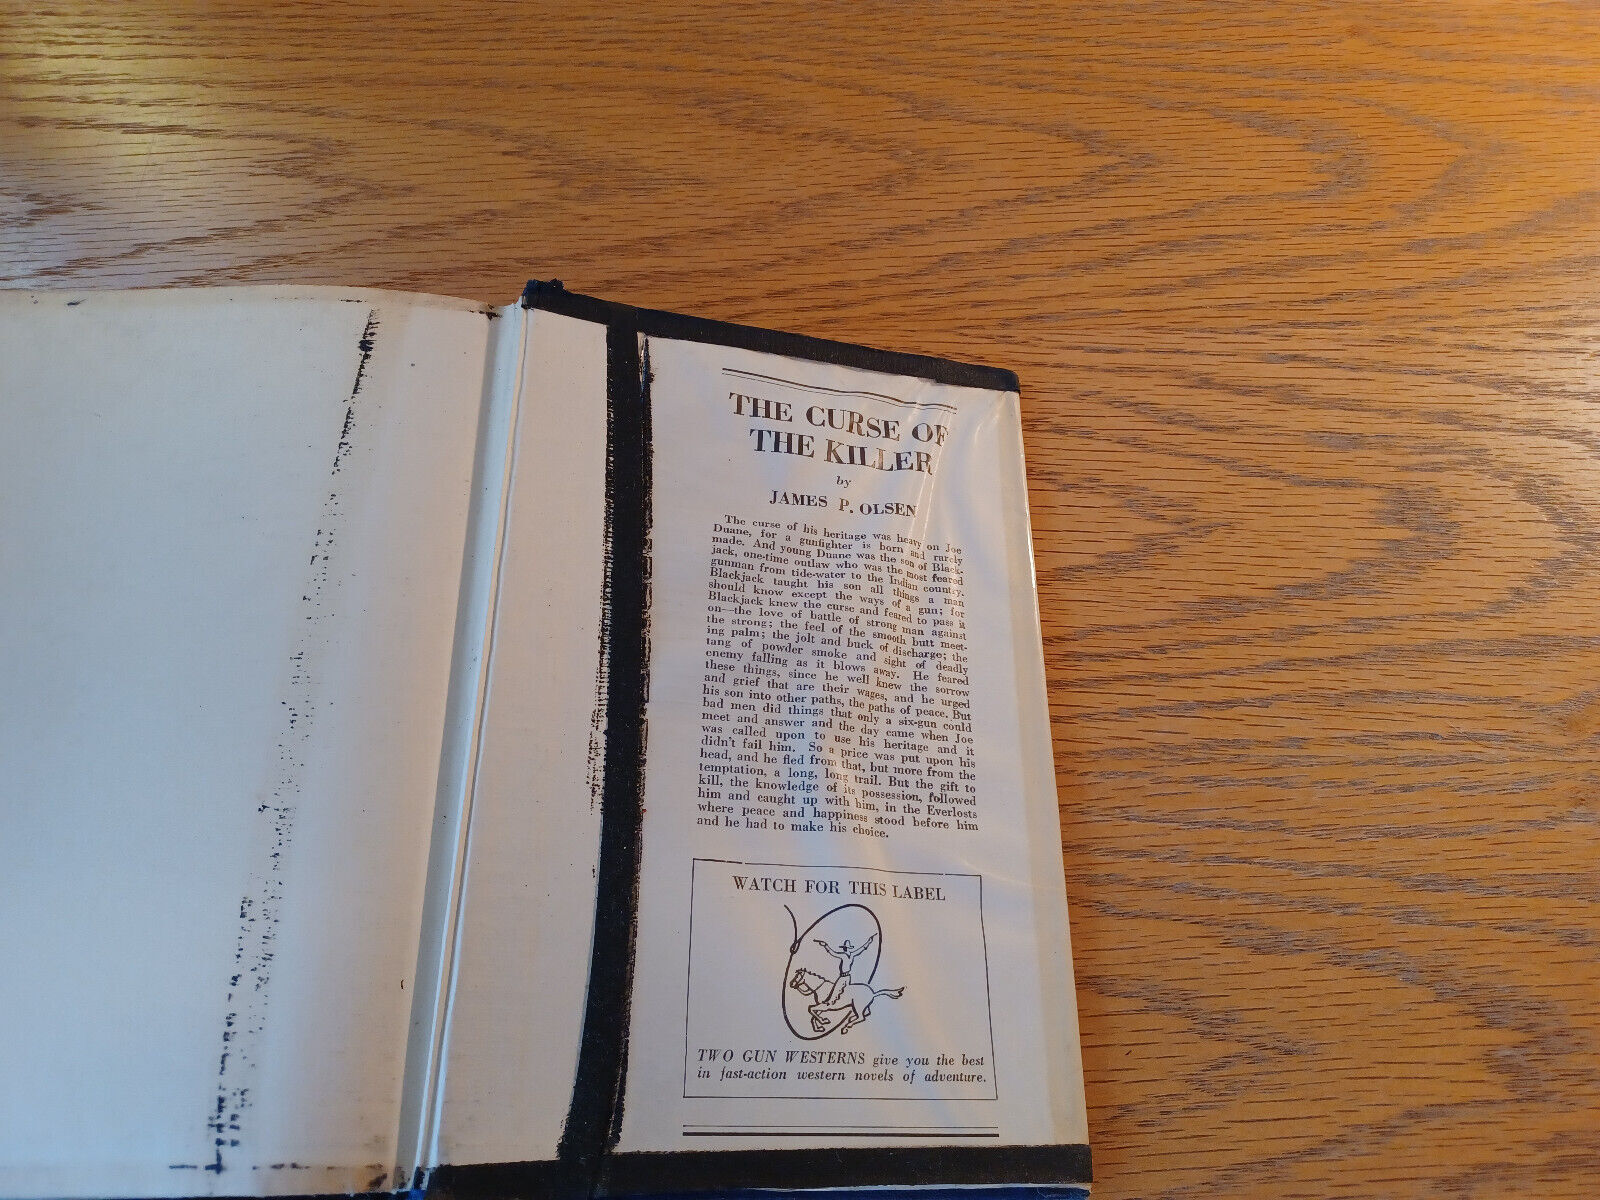 THE CURSE OF
THE KILLER
by
JAMES P. OLSEN
The curse of his heritage was heavy on Joe
Duane, for a gunfighter is born and rarely
made. And young Duane was the son of Black-
jack, one-time outlaw who was the most feared
gunman from tide-water to the Indian country.
Blackjack taught his son all things a man
should know except the ways of a gun; for
Blackjack knew the curse and feared to pass it
on—the love of battle of strong man against
the strong; the feel of the smooth butt meet-
ing palm; the jolt and buck of discharge; the
tang of powder smoke and sight of deadly
enemy falling as it blows away. He feared
these things, since he well knew the sorrow
and grief that are their wages, and he urged
his son into other paths, the paths of peace. But
bad men did things that only a six-gun could
meet and answer and the day came when Joe
was called upon to use his heritage and it
didn't fail him. So a price was put upon his
head, and he fled from that, but more from the
temptation, a long, long trail. But the gift to
kill, the knowledge of its possession, followed
him and caught up with him, in the Everlosts
where peace and happiness stood before him
and he had to make his choice.
WATCH FOR THIS LABEL
TWO GUN WESTERNS give you the best
in fast-action western novels of adventure.